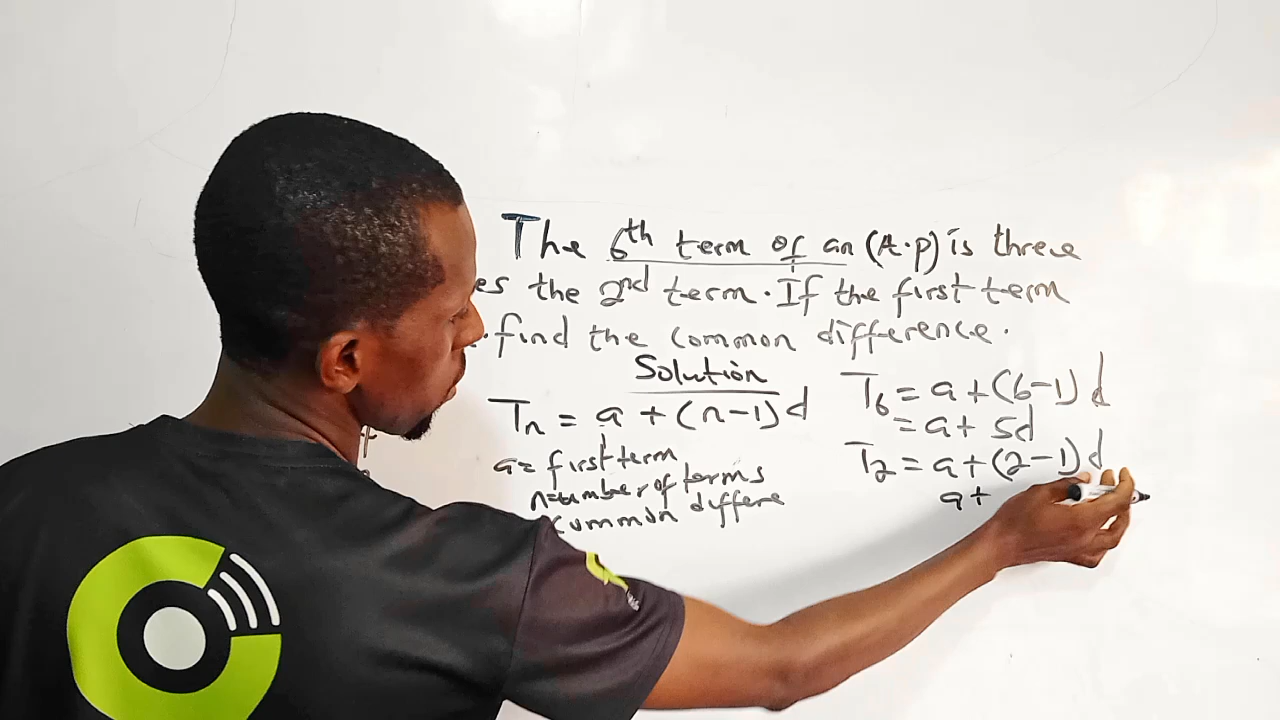 The 6th term of an (A.p) is three
es the 2nd term. If the first term
. find the common difference.
Solution
Tn = a + (n-1)d
a = first term
n=number of terms
common differe
T6 = a + (6-1)d
= a + 5d
T2 = a + (2-1)d
a +